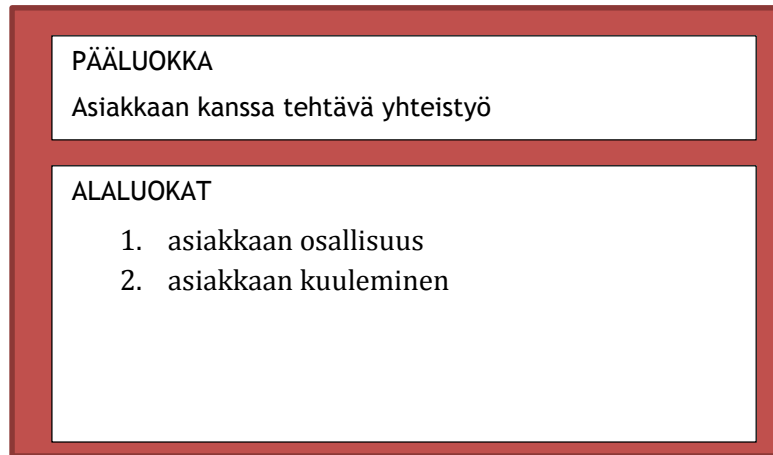 PÄÄLUOKKA
Asiakkaan kanssa tehtävä yhteistyö
ALALUOKAT
1. asiakkaan osallisuus
2. asiakkaan kuuleminen